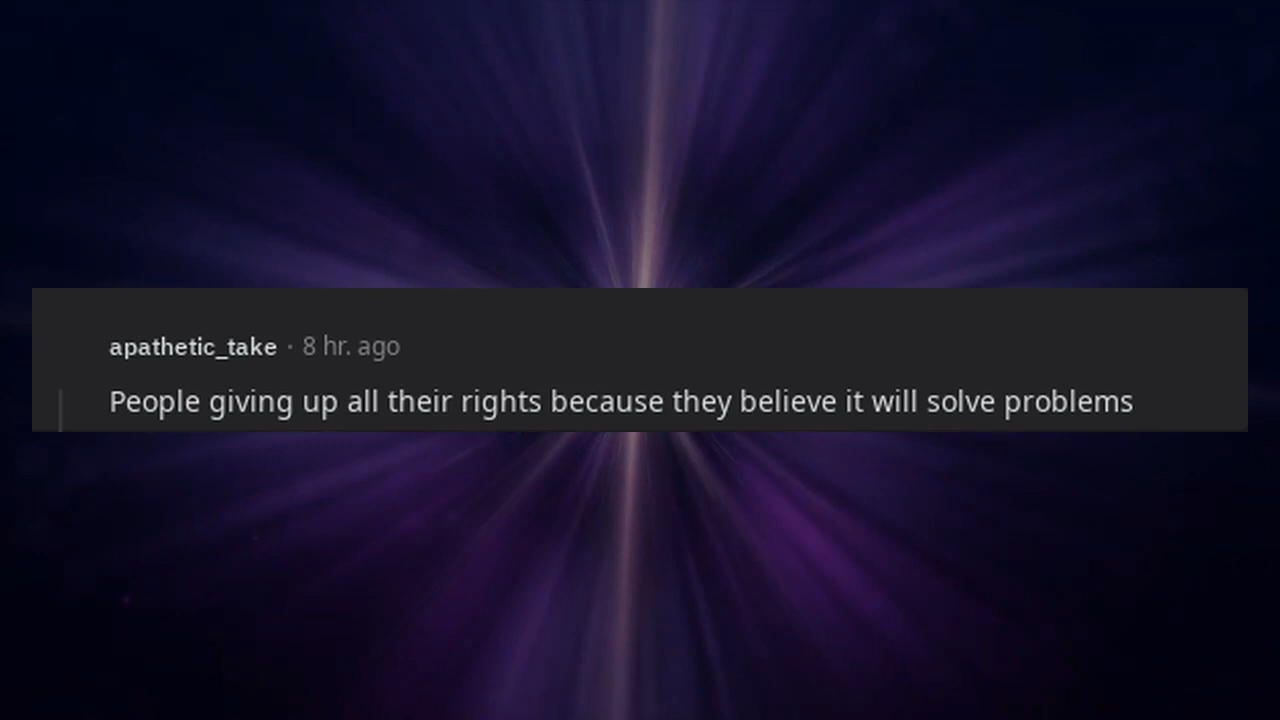 apathetic_take · 8 hr. ago
People giving up all their rights because they believe it will solve problems